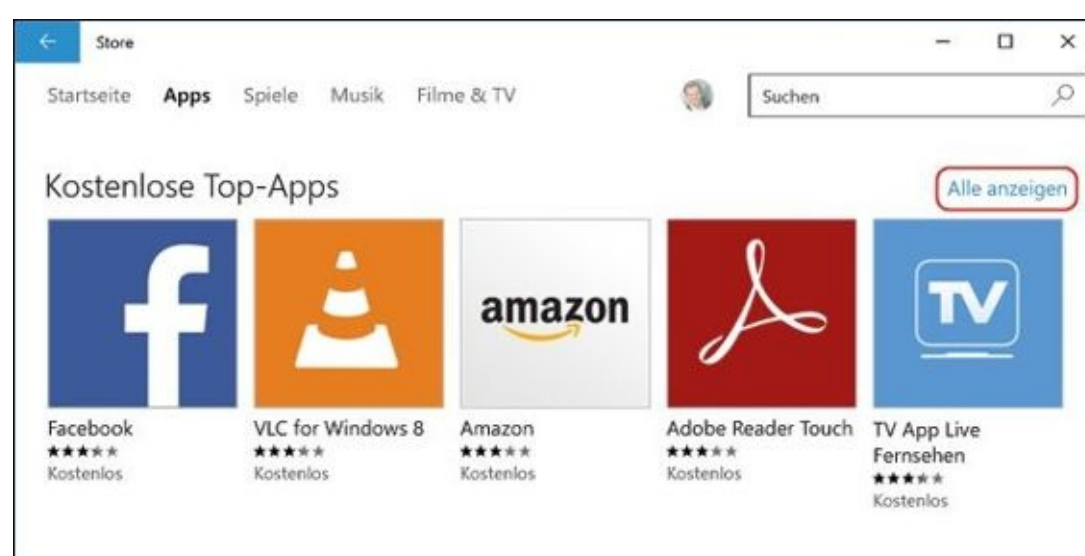 Store
Startseite Apps Spiele Musik Filme & TV Suchen
Kostenlose Top-Apps Alle anzeigen
f amazon TV
Facebook VLC for Windows 8 Amazon Adobe Reader Touch TV App Live
Fernsehen
Kostenlos Kostenlos Kostenlos Kostenlos
Kostenlos